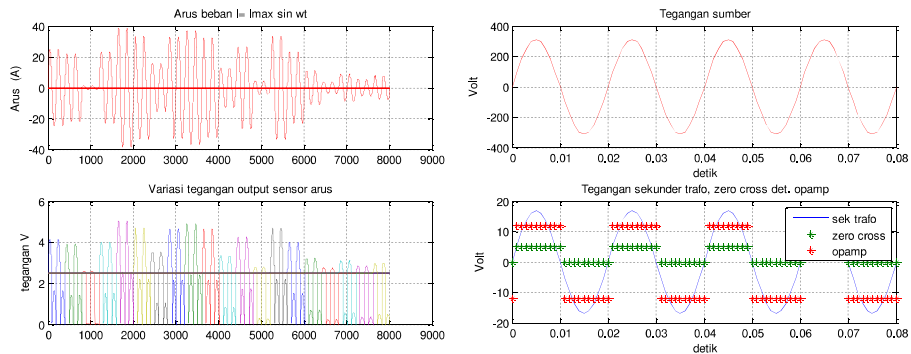 Arus beban I= Imax sin wt
Arus (A)
40
20
0
-20
-40
0 1000 2000 3000 4000 5000 6000 7000 8000 9000
Tegangan sumber
Volt
400
200
0
-200
-400
0 0.01 0.02 0.03 0.04 0.05 0.06 0.07 0.08
detik
Variasi tegangan output sensor arus
tegangan V
6
4
2
0
0 1000 2000 3000 4000 5000 6000 7000 8000 9000
Tegangan sekunder trafo, zero cross det. opamp
Volt
20
10
0
-10
-20
sek trafo
zero cross
opamp
0 0.01 0.02 0.03 0.04 0.05 0.06 0.07 0.08
detik